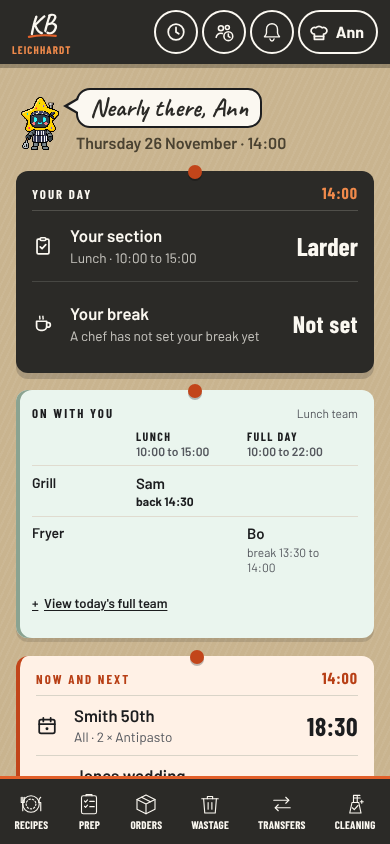 KB
LEICHHARDT
Ann
Nearly there, Ann
Thursday 26 November · 14:00
YOUR DAY
14:00
Your section
Lunch · 10:00 to 15:00
Larder
Your break
A chef has not set your break yet
Not set
ON WITH YOU
Lunch team
LUNCH
10:00 to 15:00
FULL DAY
10:00 to 22:00
Grill
Sam
back 14:30
Fryer
Bo
break 13:30 to
14:00
+ View today's full team
NOW AND NEXT
14:00
Smith 50th
All · 2 × Antipasto
18:30
Jones wedding
RECIPES
PREP
ORDERS
WASTAGE
TRANSFERS
CLEANING